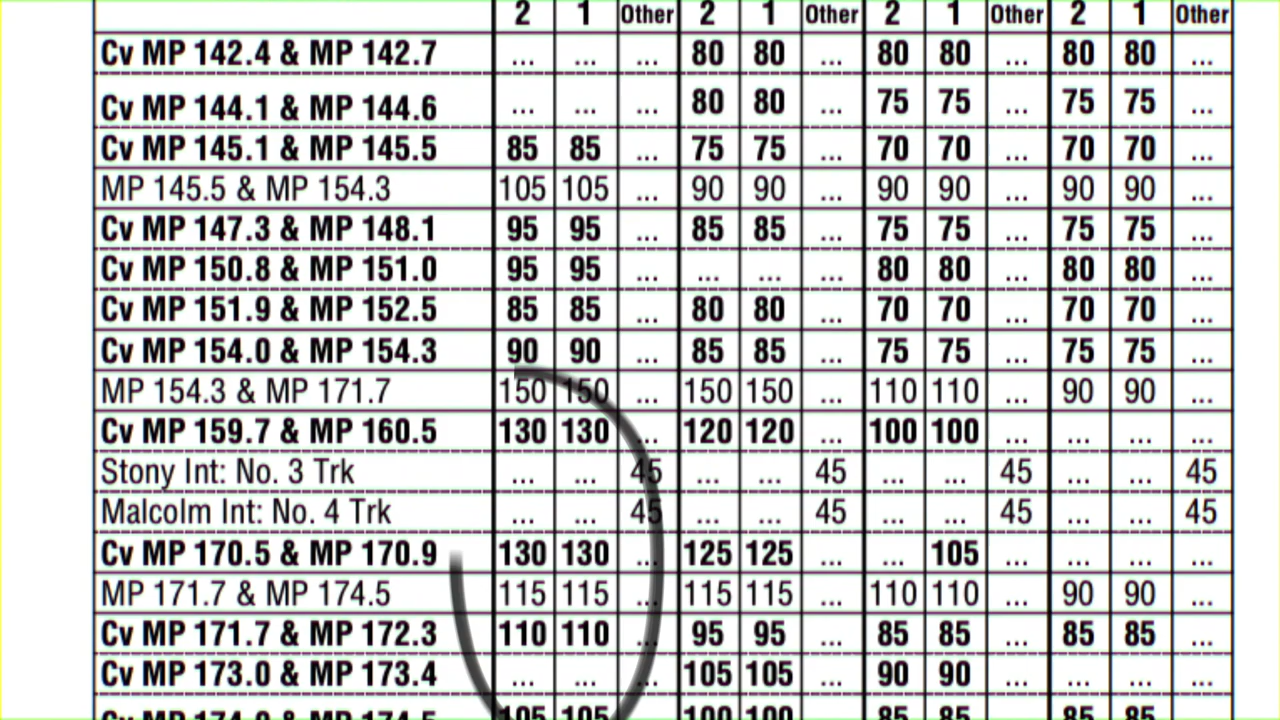 2 1 Other 2 1 Other 2 1 Other 2 1 Other
Cv MP 142.4 & MP 142.7 ... ... ... 80 80 ... 80 80 ... 80 80 ...
Cv MP 144.1 & MP 144.6 ... ... ... 80 80 ... 75 75 ... 75 75 ...
Cv MP 145.1 & MP 145.5 85 85 ... 75 75 ... 70 70 ... 70 70 ...
MP 145.5 & MP 154.3 105 105 ... 90 90 ... 90 90 ... 90 90 ...
Cv MP 147.3 & MP 148.1 95 95 ... 85 85 ... 75 75 ... 75 75 ...
Cv MP 150.8 & MP 151.0 95 95 ... ... ... ... 80 80 ... 80 80 ...
Cv MP 151.9 & MP 152.5 85 85 ... 80 80 ... 70 70 ... 70 70 ...
Cv MP 154.0 & MP 154.3 90 90 ... 85 85 ... 75 75 ... 75 75 ...
MP 154.3 & MP 171.7 150 150 ... 150 150 ... 110 110 ... 90 90 ...
Cv MP 159.7 & MP 160.5 130 130 ... 120 120 ... 100 100 ... ... ... ...
Stony Int: No. 3 Trk ... ... 45 ... ... 45 ... ... 45 ... ... 45
Malcolm Int: No. 4 Trk ... ... 45 ... ... 45 ... ... 45 ... ... 45
Cv MP 170.5 & MP 170.9 130 130 ... 125 125 ... ... 105 ... ... ... ...
MP 171.7 & MP 174.5 115 115 ... 115 115 ... 110 110 ... 90 90 ...
Cv MP 171.7 & MP 172.3 110 110 ... 95 95 ... 85 85 ... 85 85 ...
Cv MP 173.0 & MP 173.4 ... ... ... 105 105 ... 90 90 ... ... ... ...
Cv MP 174.0 & MP 174.5 105 105 100 100 85 85 85 85